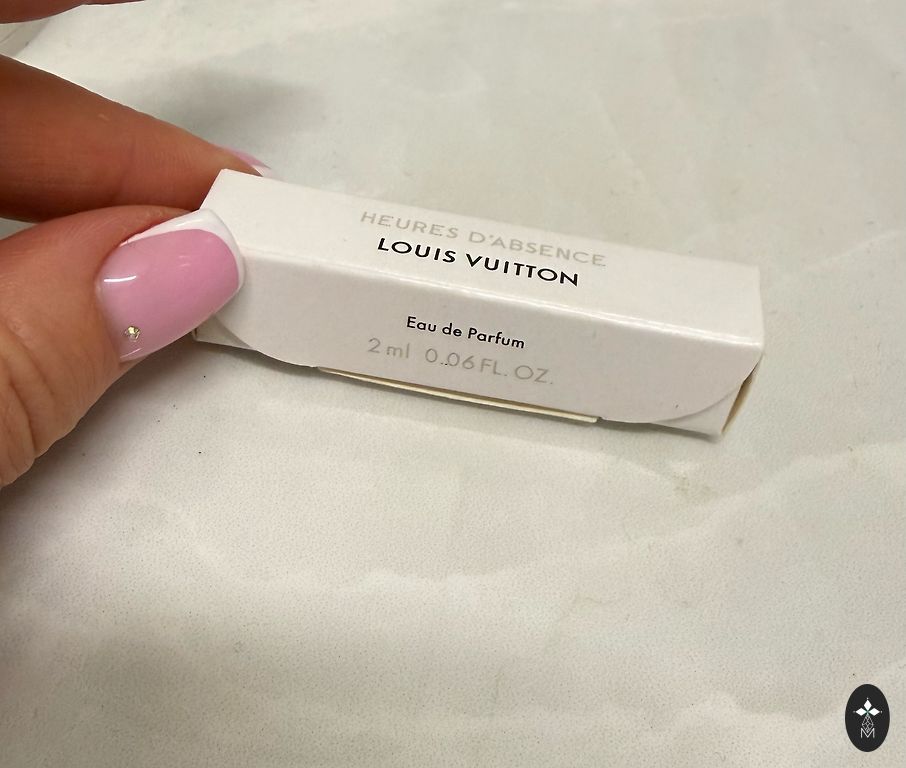 HEURES D'ABSENCE
LOUIS VUITTON
Eau de Parfum
2 ml 0.06 FL. OZ.
M